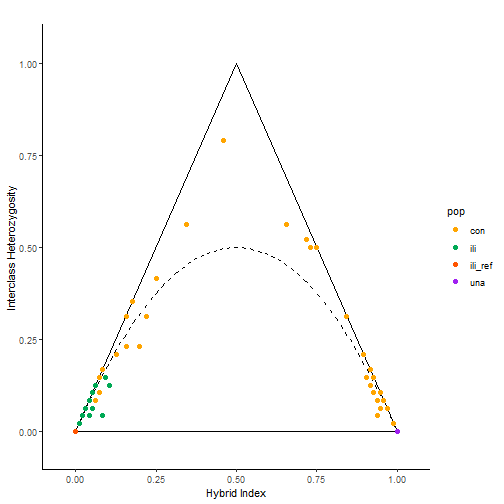 1.00
0.75
0.50
0.25
0.00
Interclass Heterozygosity
0.00 0.25 0.50 0.75 1.00
Hybrid Index
pop
con
ili
ili_ref
una